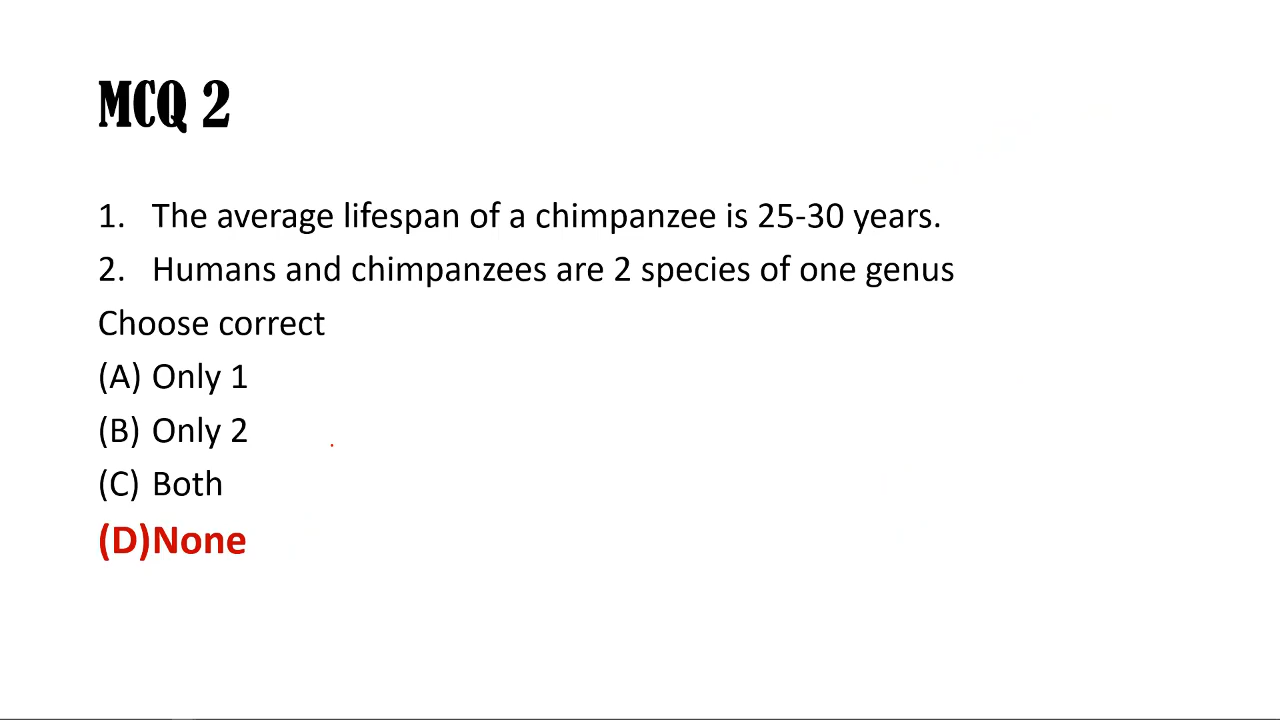 MCQ 2
1. The average lifespan of a chimpanzee is 25-30 years.
2. Humans and chimpanzees are 2 species of one genus
Choose correct
(A) Only 1
(B) Only 2
(C) Both
(D)None